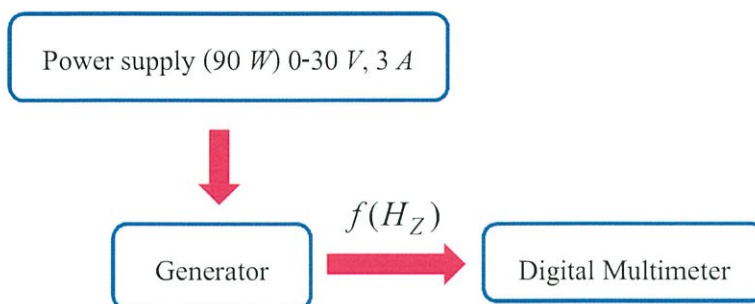 Power supply (90 W) 0-30 V, 3 A
f(H_Z)
Generator
Digital Multimeter